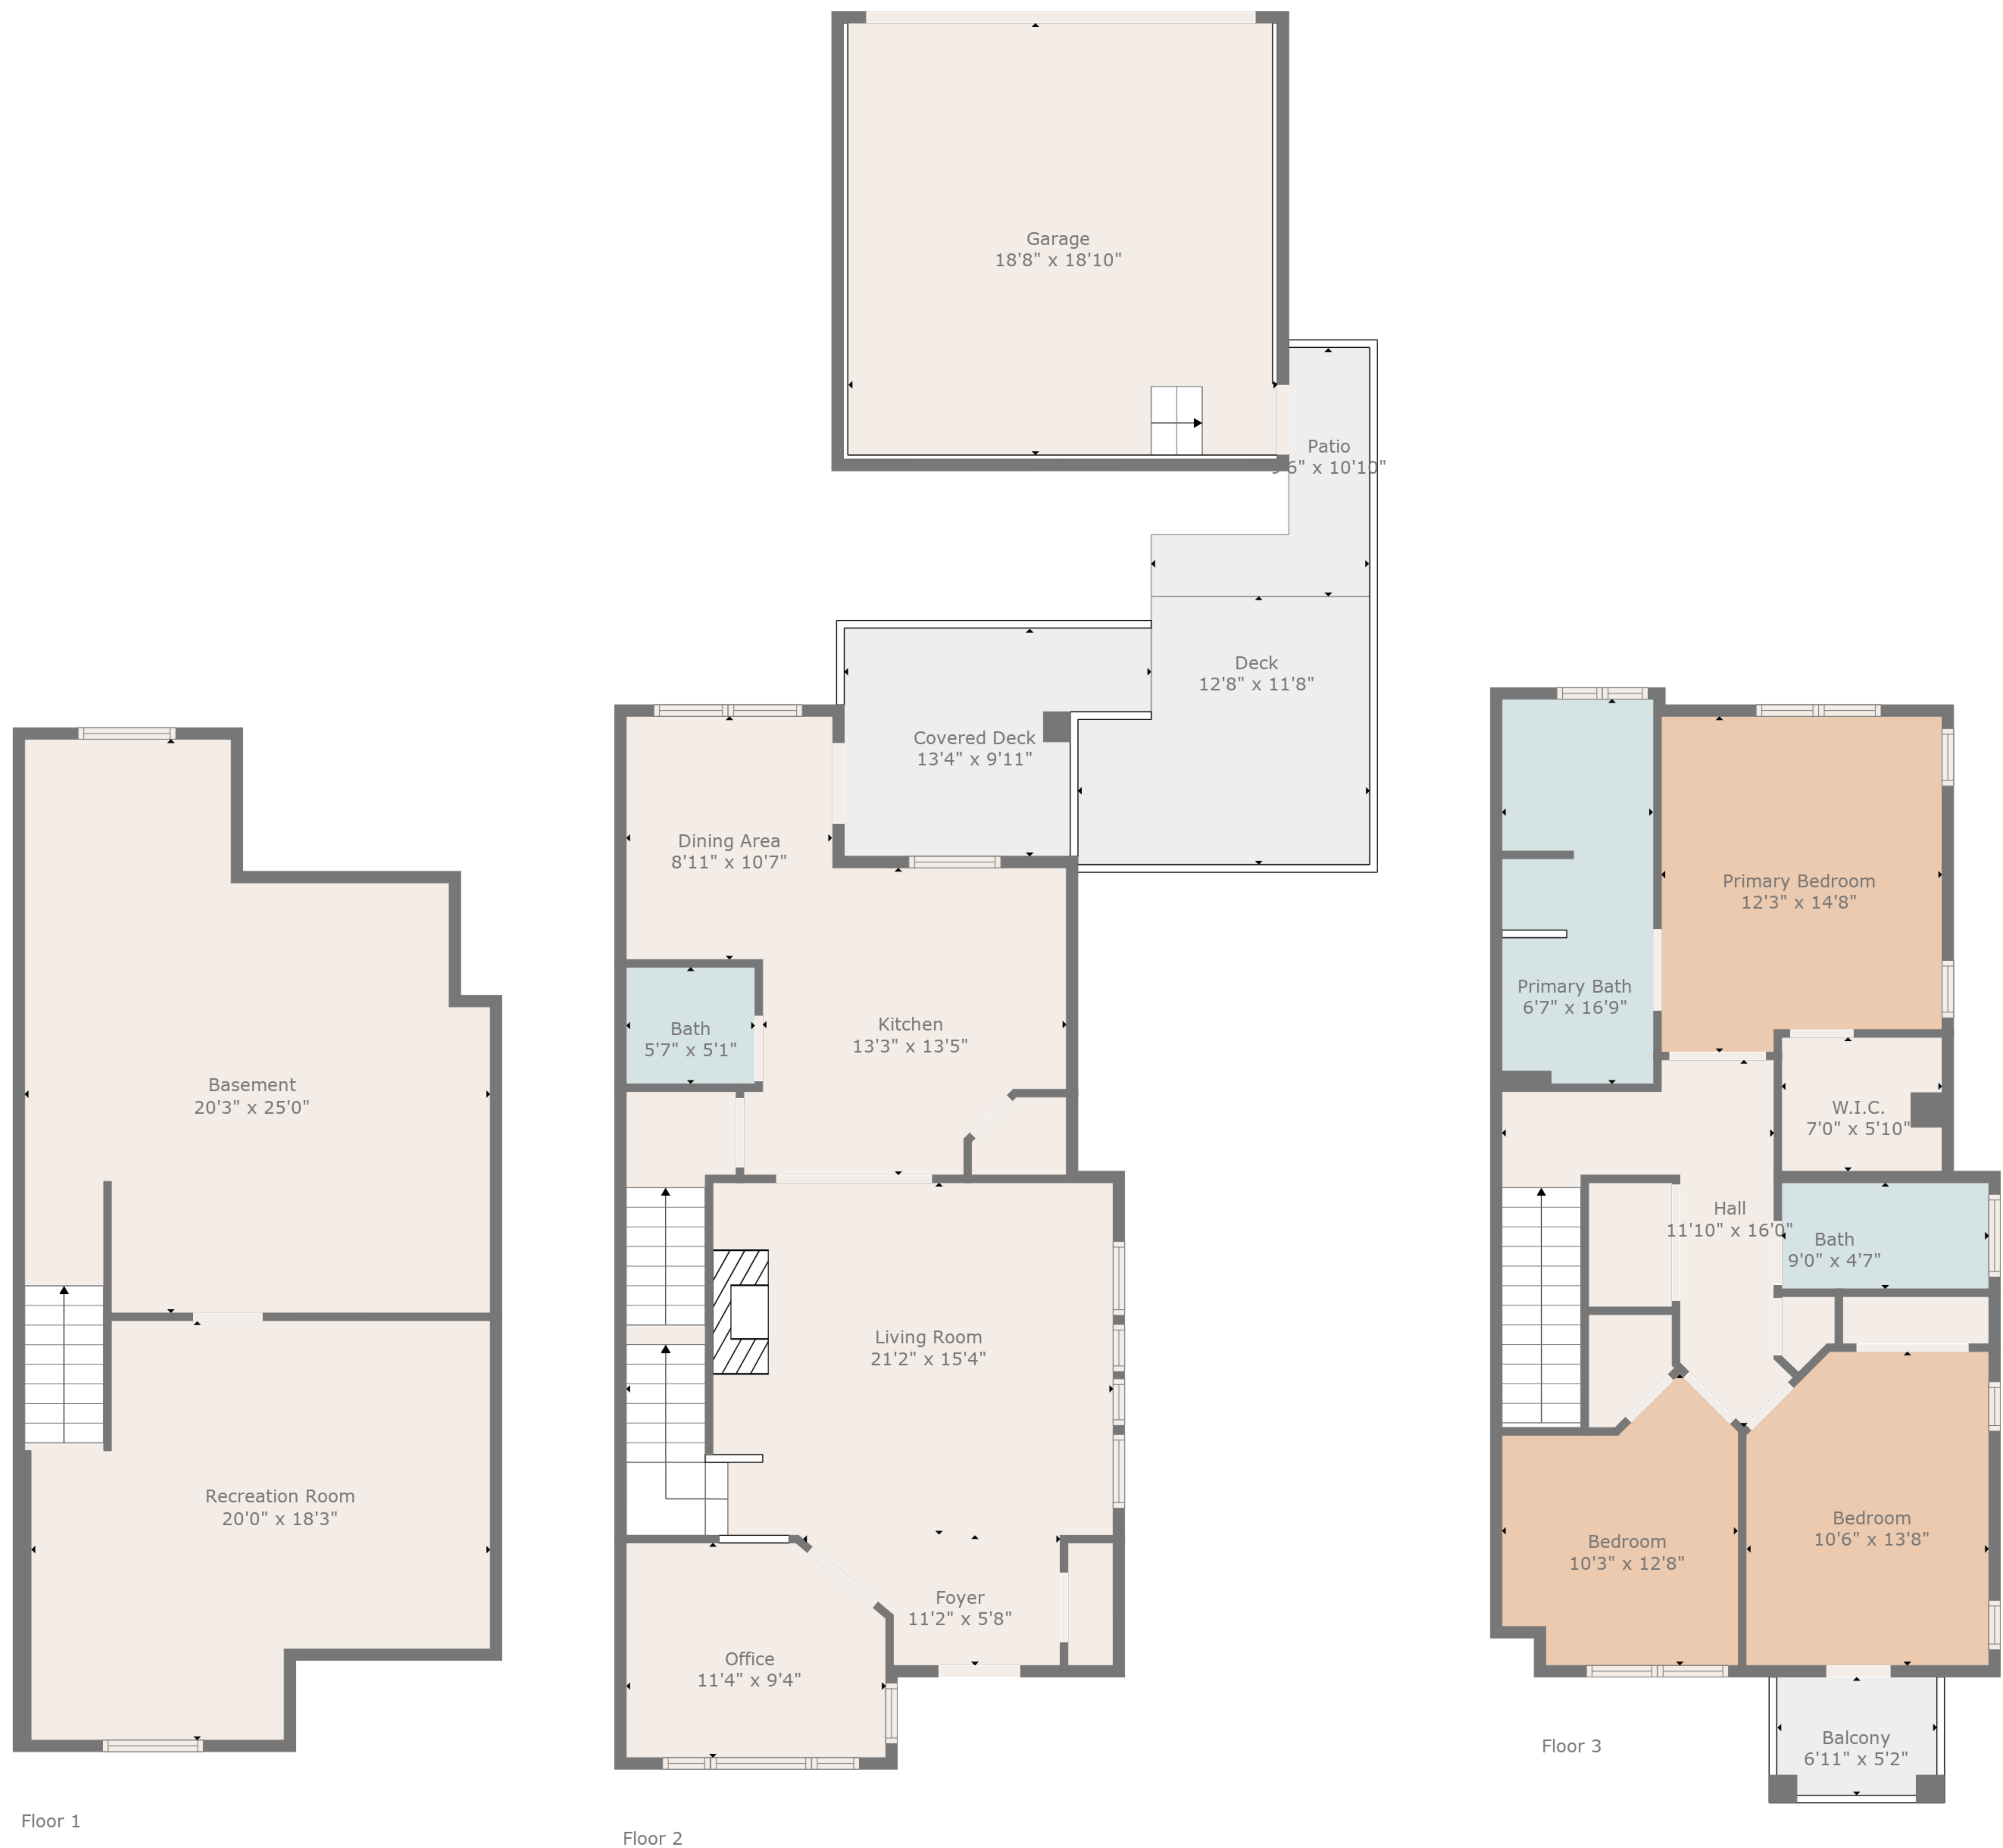 Garage
18'8" x 18'10"
Patio
9'6" x 10'10"
Deck
12'8" x 11'8"
Covered Deck
13'4" x 9'11"
Dining Area
8'11" x 10'7"
Bath
5'7" x 5'1"
Kitchen
13'3" x 13'5"
Living Room
21'2" x 15'4"
Foyer
11'2" x 5'8"
Office
11'4" x 9'4"
Floor 2
Basement
20'3" x 25'0"
Recreation Room
20'0" x 18'3"
Floor 1
Primary Bedroom
12'3" x 14'8"
Primary Bath
6'7" x 16'9"
W.I.C.
7'0" x 5'10"
Hall
11'10" x 16'0"
Bath
9'0" x 4'7"
Bedroom
10'3" x 12'8"
Bedroom
10'6" x 13'8"
Balcony
6'11" x 5'2"
Floor 3